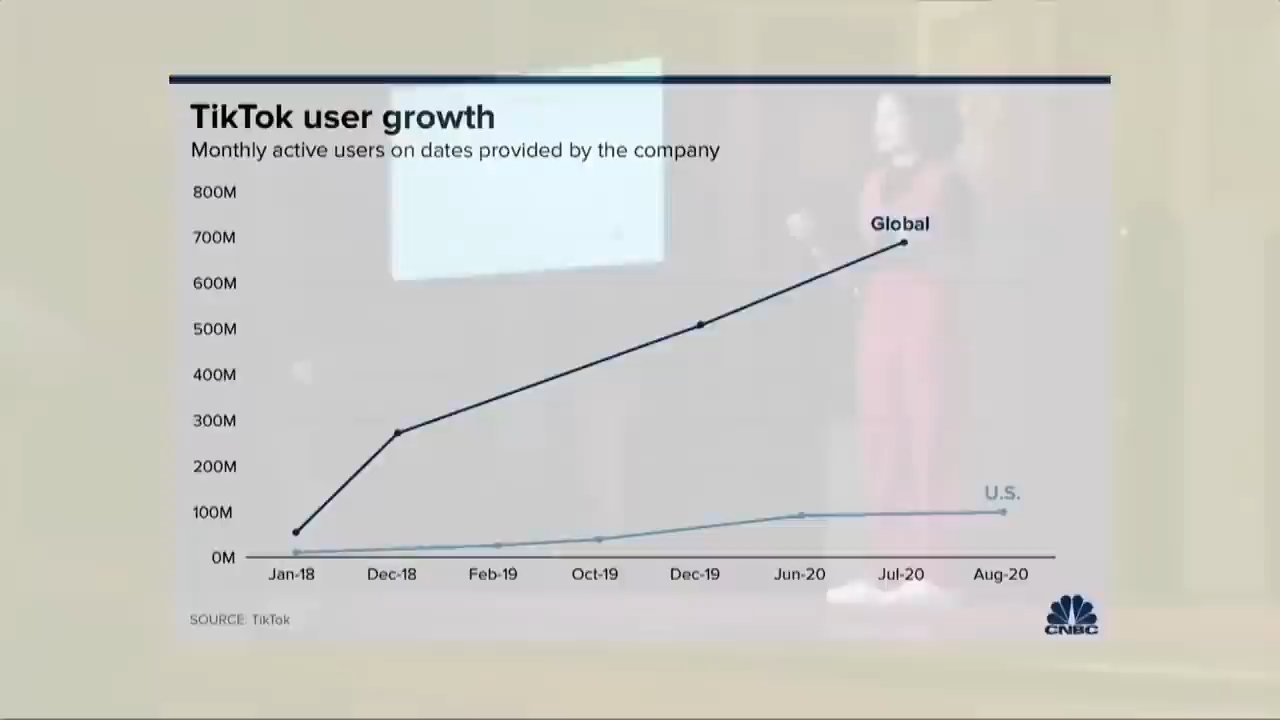 TikTok user growth
Monthly active users on dates provided by the company
800M
700M
Global
600M
500M
400M
300M
200M
U.S.
100M
0M
Jan-18 Dec-18 Feb-19 Oct-19 Dec-19 Jun-20 Jul-20 Aug-20
SOURCE: TikTok
CNBC